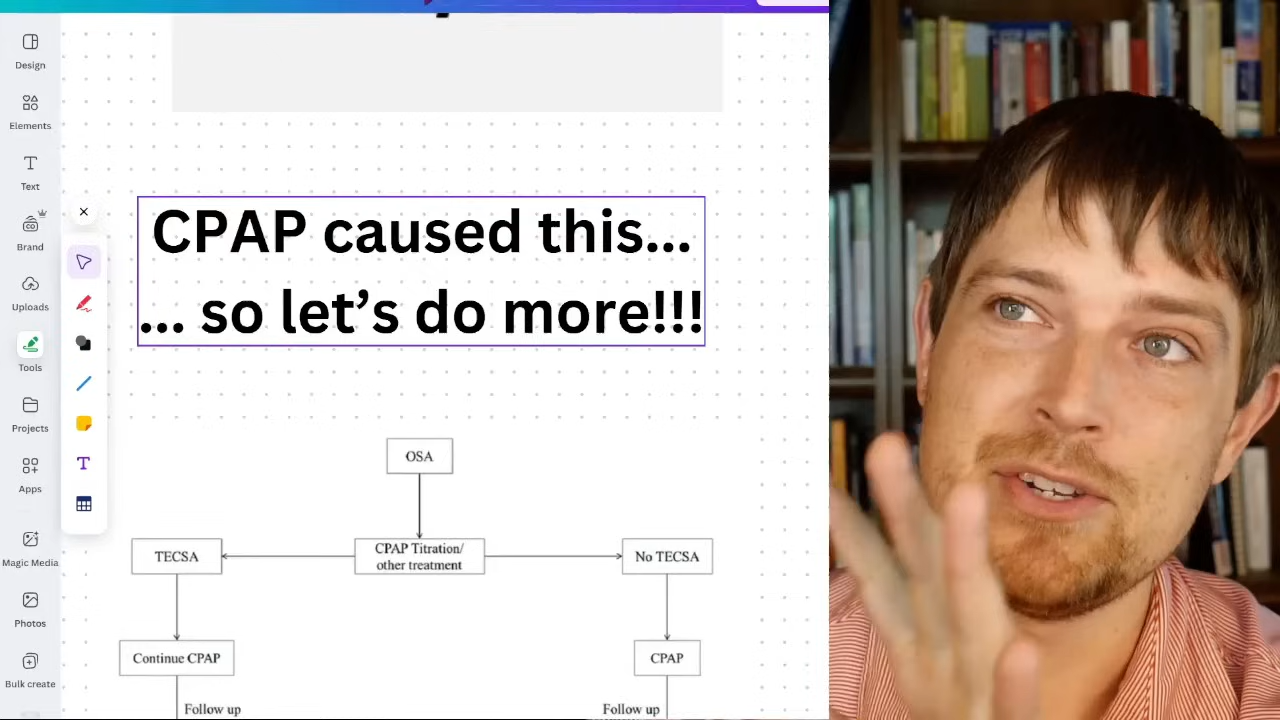 Design
Elements
Text
Brand
Uploads
Tools
Projects
Apps
Magic Media
Photos
Bulk create
CPAP caused this...
... so let’s do more!!!
OSA
TECSA
CPAP Titration/
other treatment
No TECSA
Continue CPAP
CPAP
Follow up
Follow up